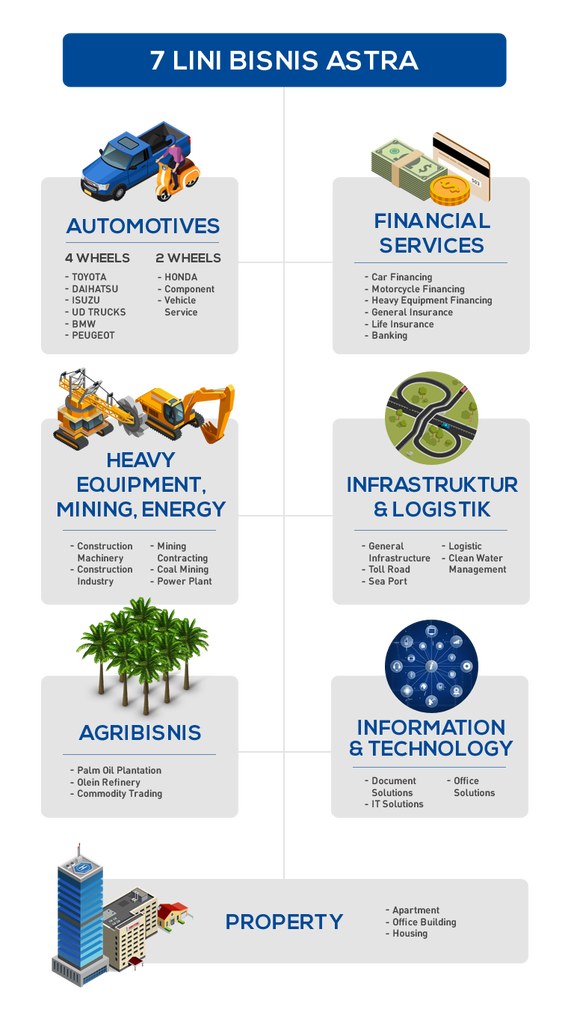 7 LINI BISNIS ASTRA
AUTOMOTIVES
4 WHEELS
- TOYOTA
- DAIHATSU
- ISUZU
- UD TRUCKS
- BMW
- PEUGEOT
2 WHEELS
- HONDA
- Component
- Vehicle
Service
FINANCIAL
SERVICES
- Car Financing
- Motorcycle Financing
- Heavy Equipment Financing
- General Insurance
- Life Insurance
- Banking
HEAVY
EQUIPMENT,
MINING, ENERGY
- Construction
Machinery
- Construction
Industry
- Mining
Contracting
- Coal Mining
- Power Plant
INFRASTRUKTUR
& LOGISTIK
- General
Infrastructure
- Toll Road
- Sea Port
- Logistic
- Clean Water
Management
AGRIBISNIS
- Palm Oil Plantation
- Olein Refinery
- Commodity Trading
INFORMATION
& TECHNOLOGY
- Document
Solutions
- IT Solutions
- Office
Solutions
PROPERTY
- Apartment
- Office Building
- Housing